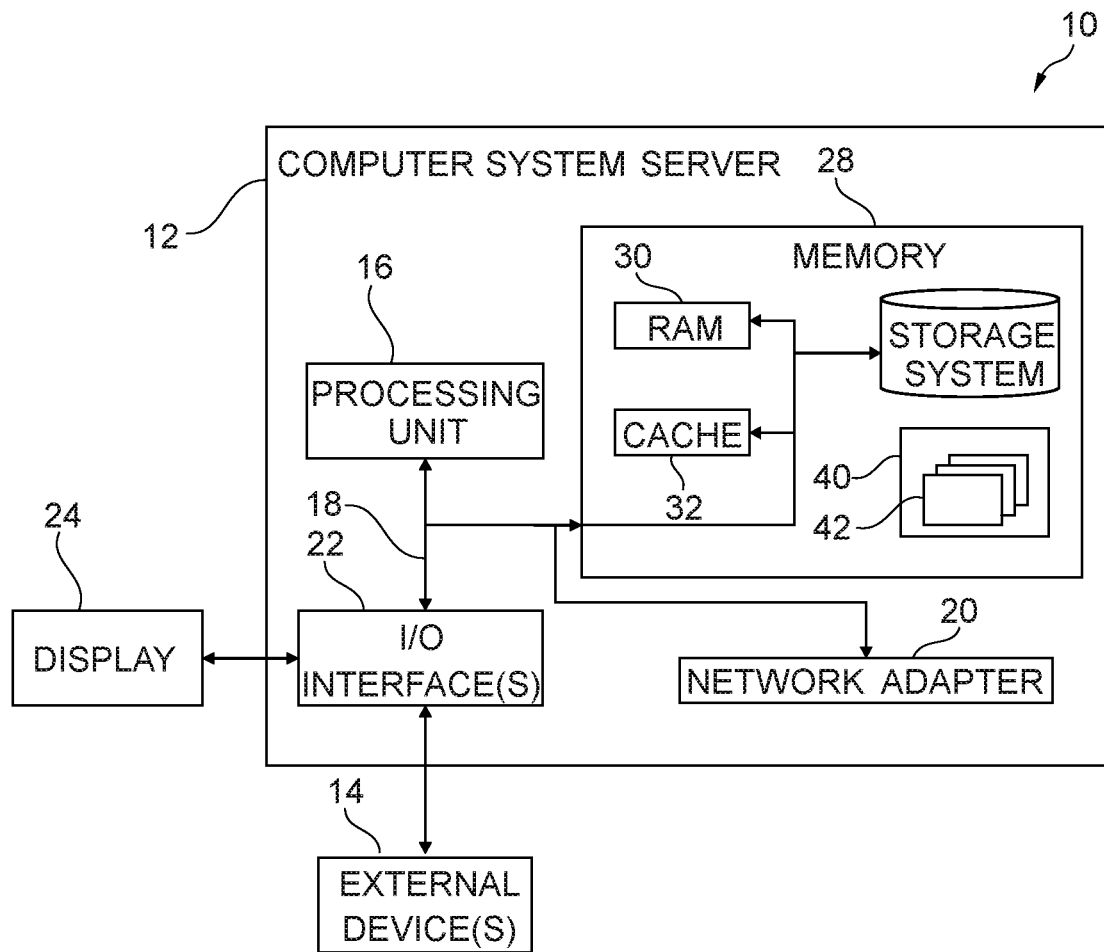 10
COMPUTER SYSTEM SERVER
12
28
MEMORY
30
RAM
STORAGE
SYSTEM
16
PROCESSING
UNIT
CACHE
32
40
42
18
22
24
DISPLAY
I/O
INTERFACE(S)
20
NETWORK ADAPTER
14
EXTERNAL
DEVICE(S)